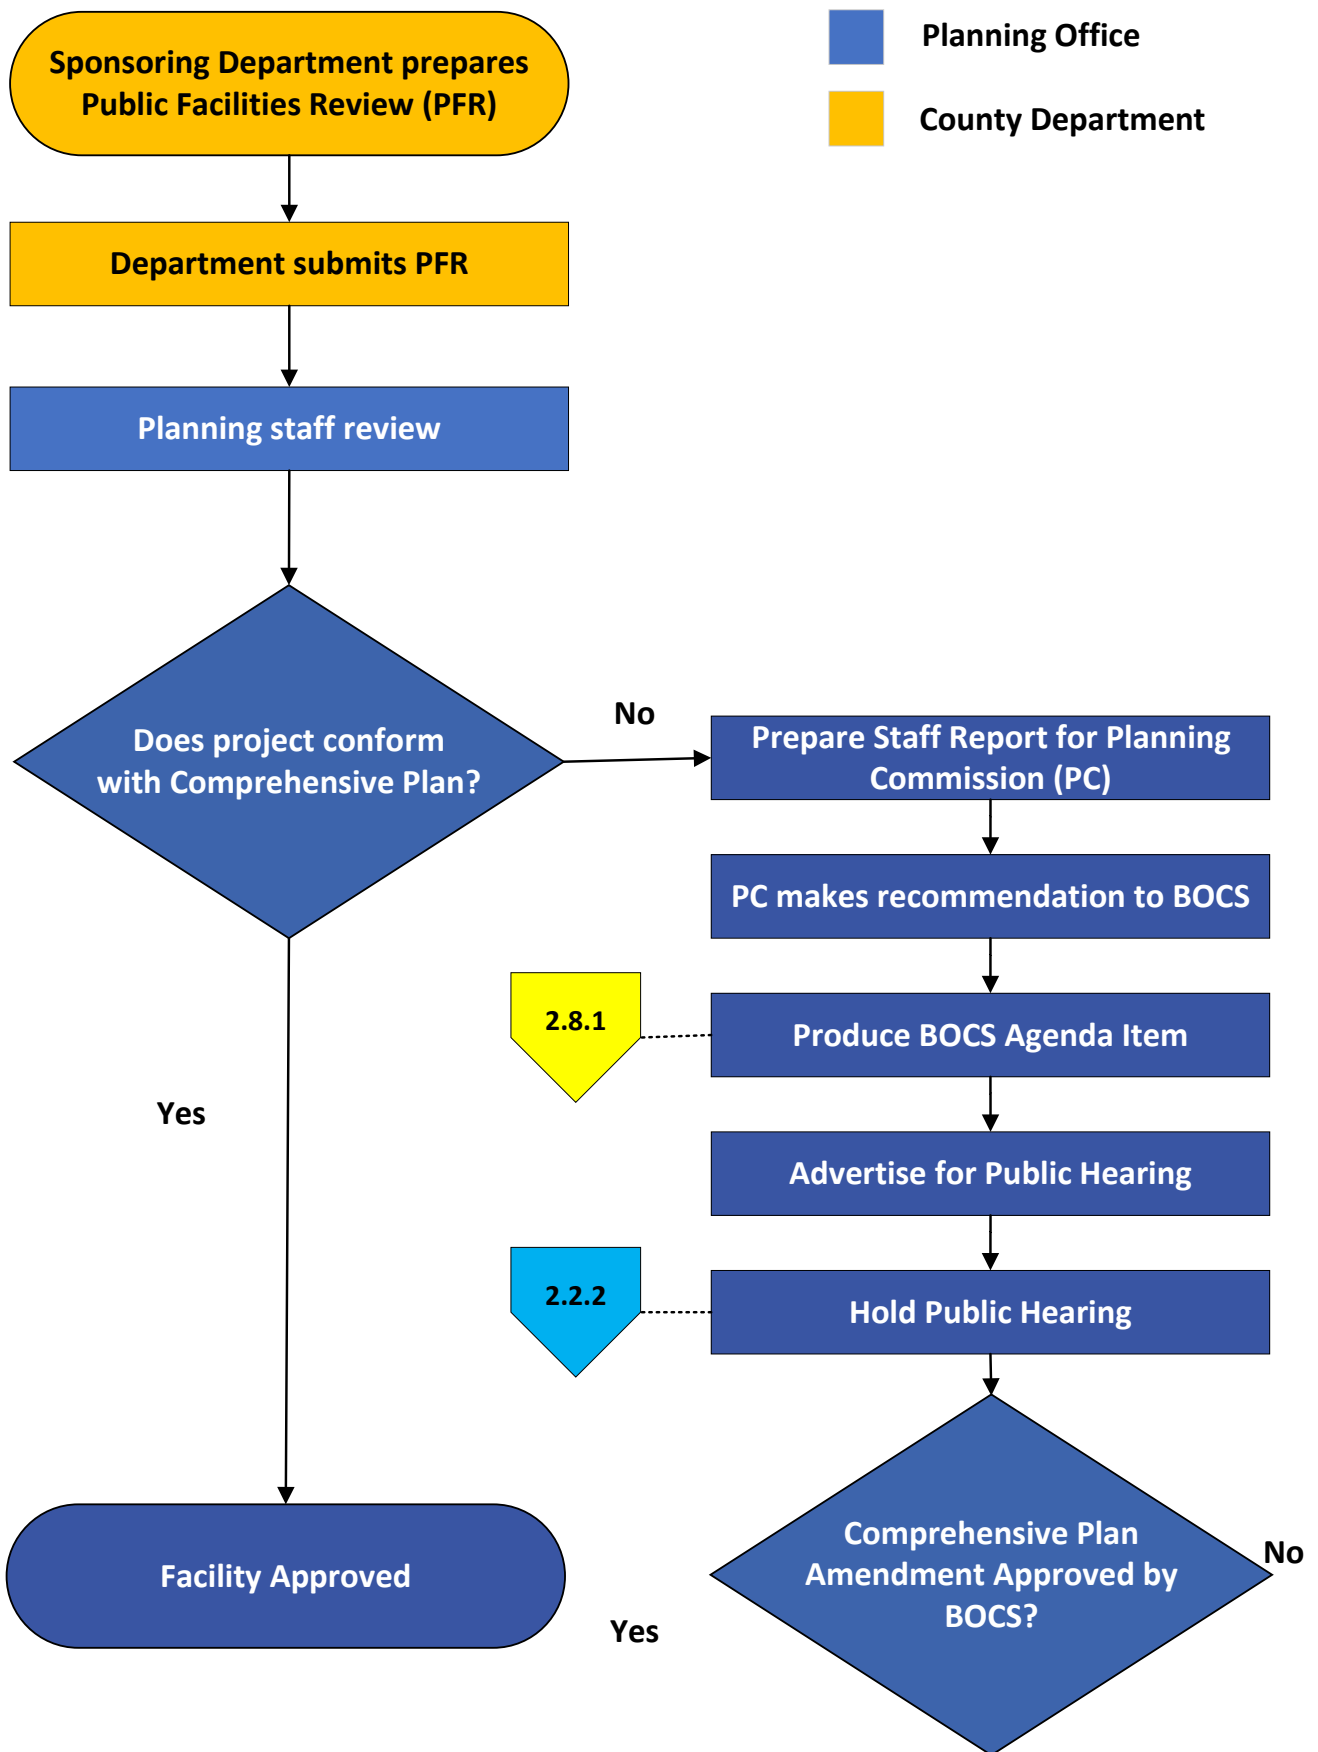 Sponsoring Department prepares
Public Facilities Review (PFR)
Planning Office
County Department
Department submits PFR
Planning staff review
Does project conform
with Comprehensive Plan?
No
Prepare Staff Report for Planning
Commission (PC)
PC makes recommendation to BOCS
2.8.1
Produce BOCS Agenda Item
Yes
Advertise for Public Hearing
2.2.2
Hold Public Hearing
Facility Approved
Comprehensive Plan
Amendment Approved by
BOCS?
No
Yes